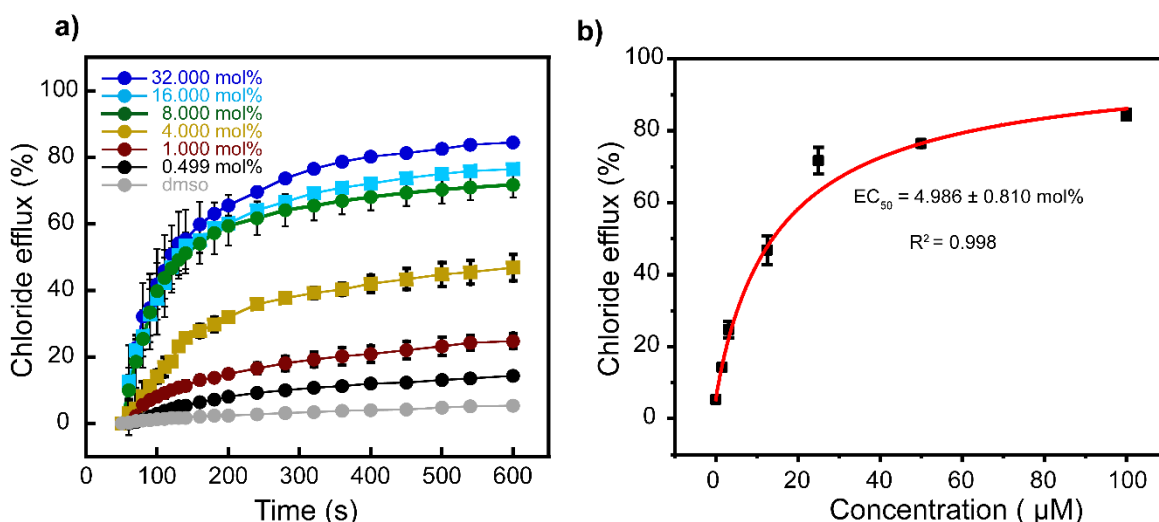 a)
Chloride efflux (%)
100
80
60
40
20
0
32.000 mol%
16.000 mol%
8.000 mol%
4.000 mol%
1.000 mol%
0.499 mol%
dmso
0 100 200 300 400 500 600
Time (s)
b)
Chloride efflux (%)
100
80
60
40
20
0
EC50 = 4.986 ± 0.810 mol%
R² = 0.998
0 20 40 60 80 100
Concentration ( µM)